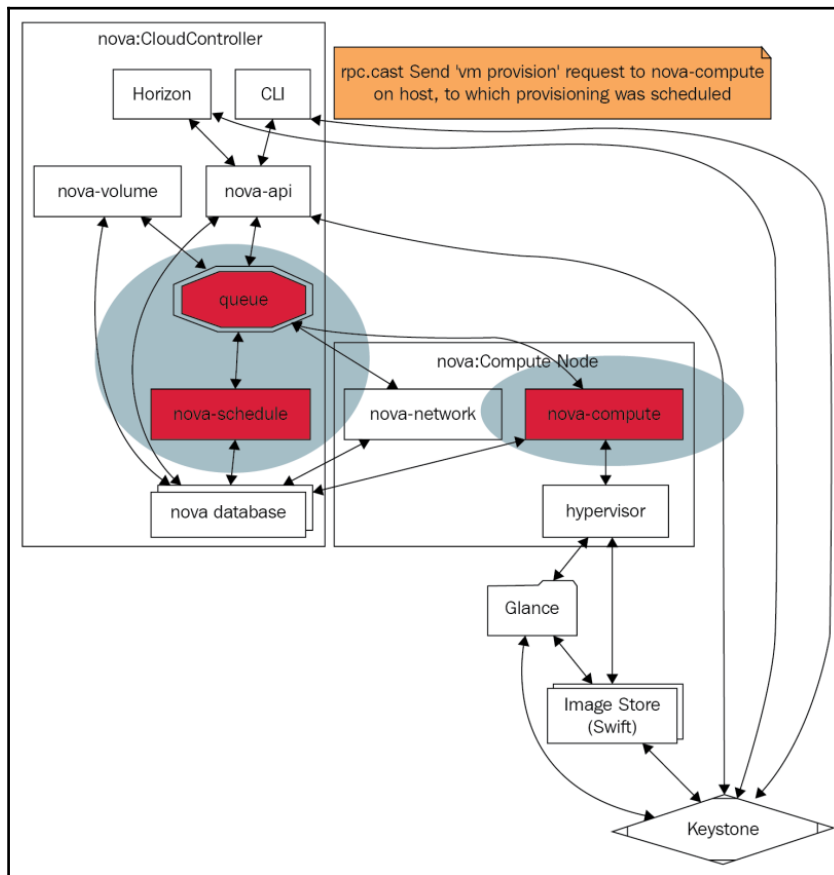 nova:CloudController
rpc.cast Send 'vm provision' request to nova-compute
on host, to which provisioning was scheduled
Horizon
CLI
nova-volume
nova-api
queue
nova:Compute Node
nova-schedule
nova-network
nova-compute
nova database
hypervisor
Glance
Image Store
(Swift)
Keystone